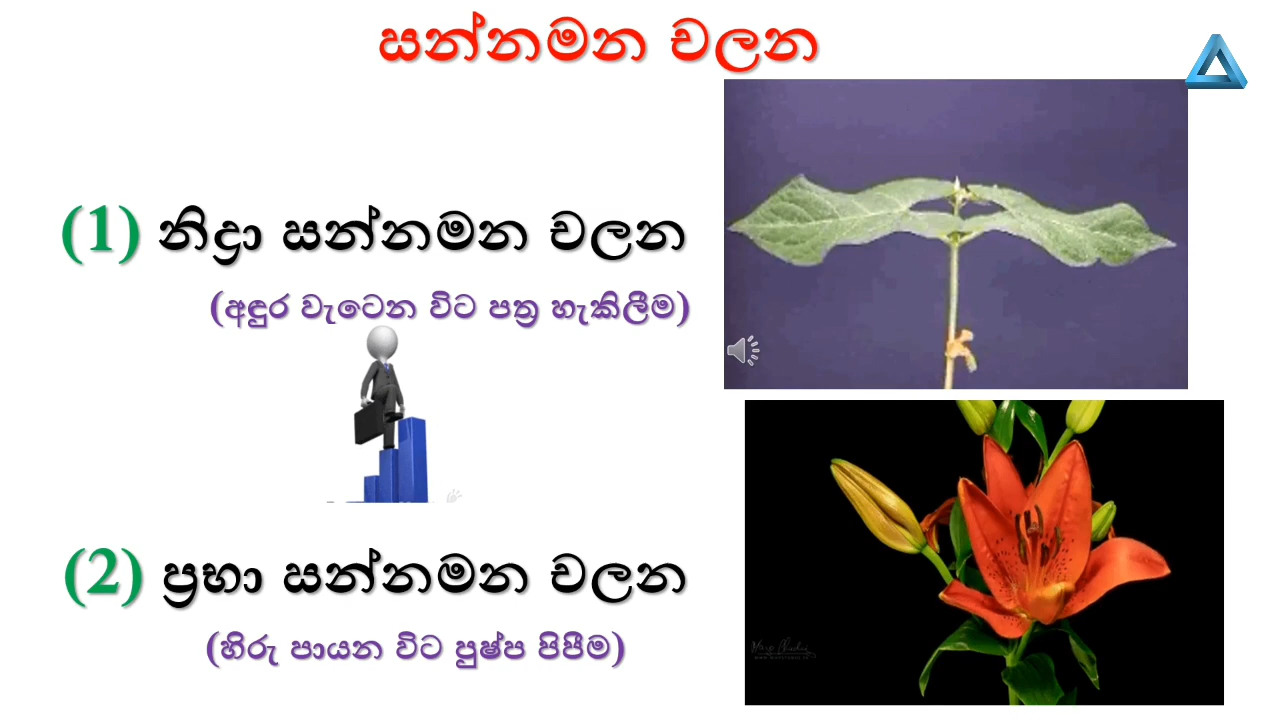 සන්නමන චලන
(1) නිද්‍රා සන්නමන චලන
(අඳුර වැටෙන විට පත්‍ර හැකිලීම)
(2) ප්‍රභා සන්නමන චලන
(හිරු පායන විට පුෂ්ප පිපීම)